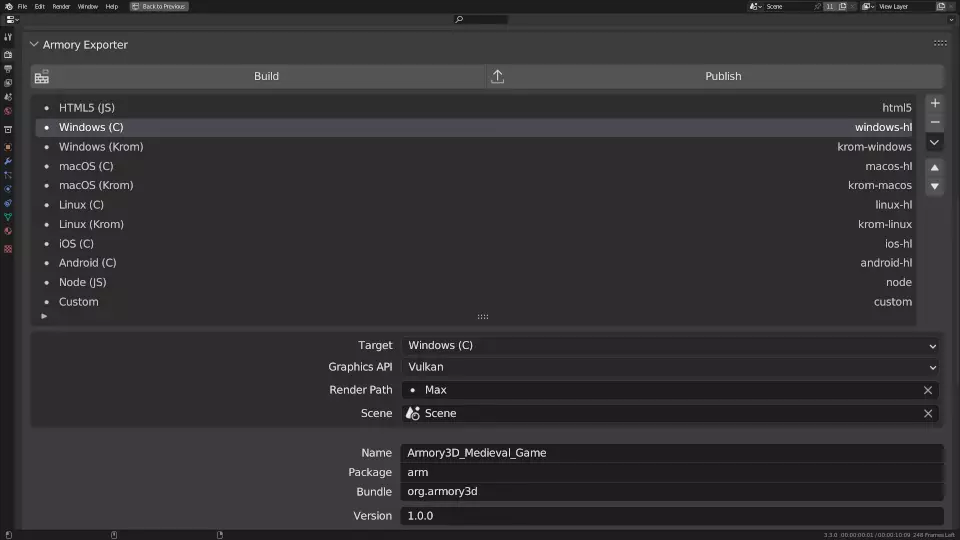 File Edit Render Window Help Back to Previous Scene 11 View Layer
Armory Exporter
Build Publish
HTML5 (JS) html5
Windows (C) windows-hl
Windows (Krom) krom-windows
macOS (C) macos-hl
macOS (Krom) krom-macos
Linux (C) linux-hl
Linux (Krom) krom-linux
iOS (C) ios-hl
Android (C) android-hl
Node (JS) node
Custom custom
Target Windows (C)
Graphics API Vulkan
Render Path Max
Scene Scene
Name Armory3D_Medieval_Game
Package arm
Bundle org.armory3d
Version 1.0.0
3.3.0 00:00:00:01 / 00:00:10:09 248 Frames Left